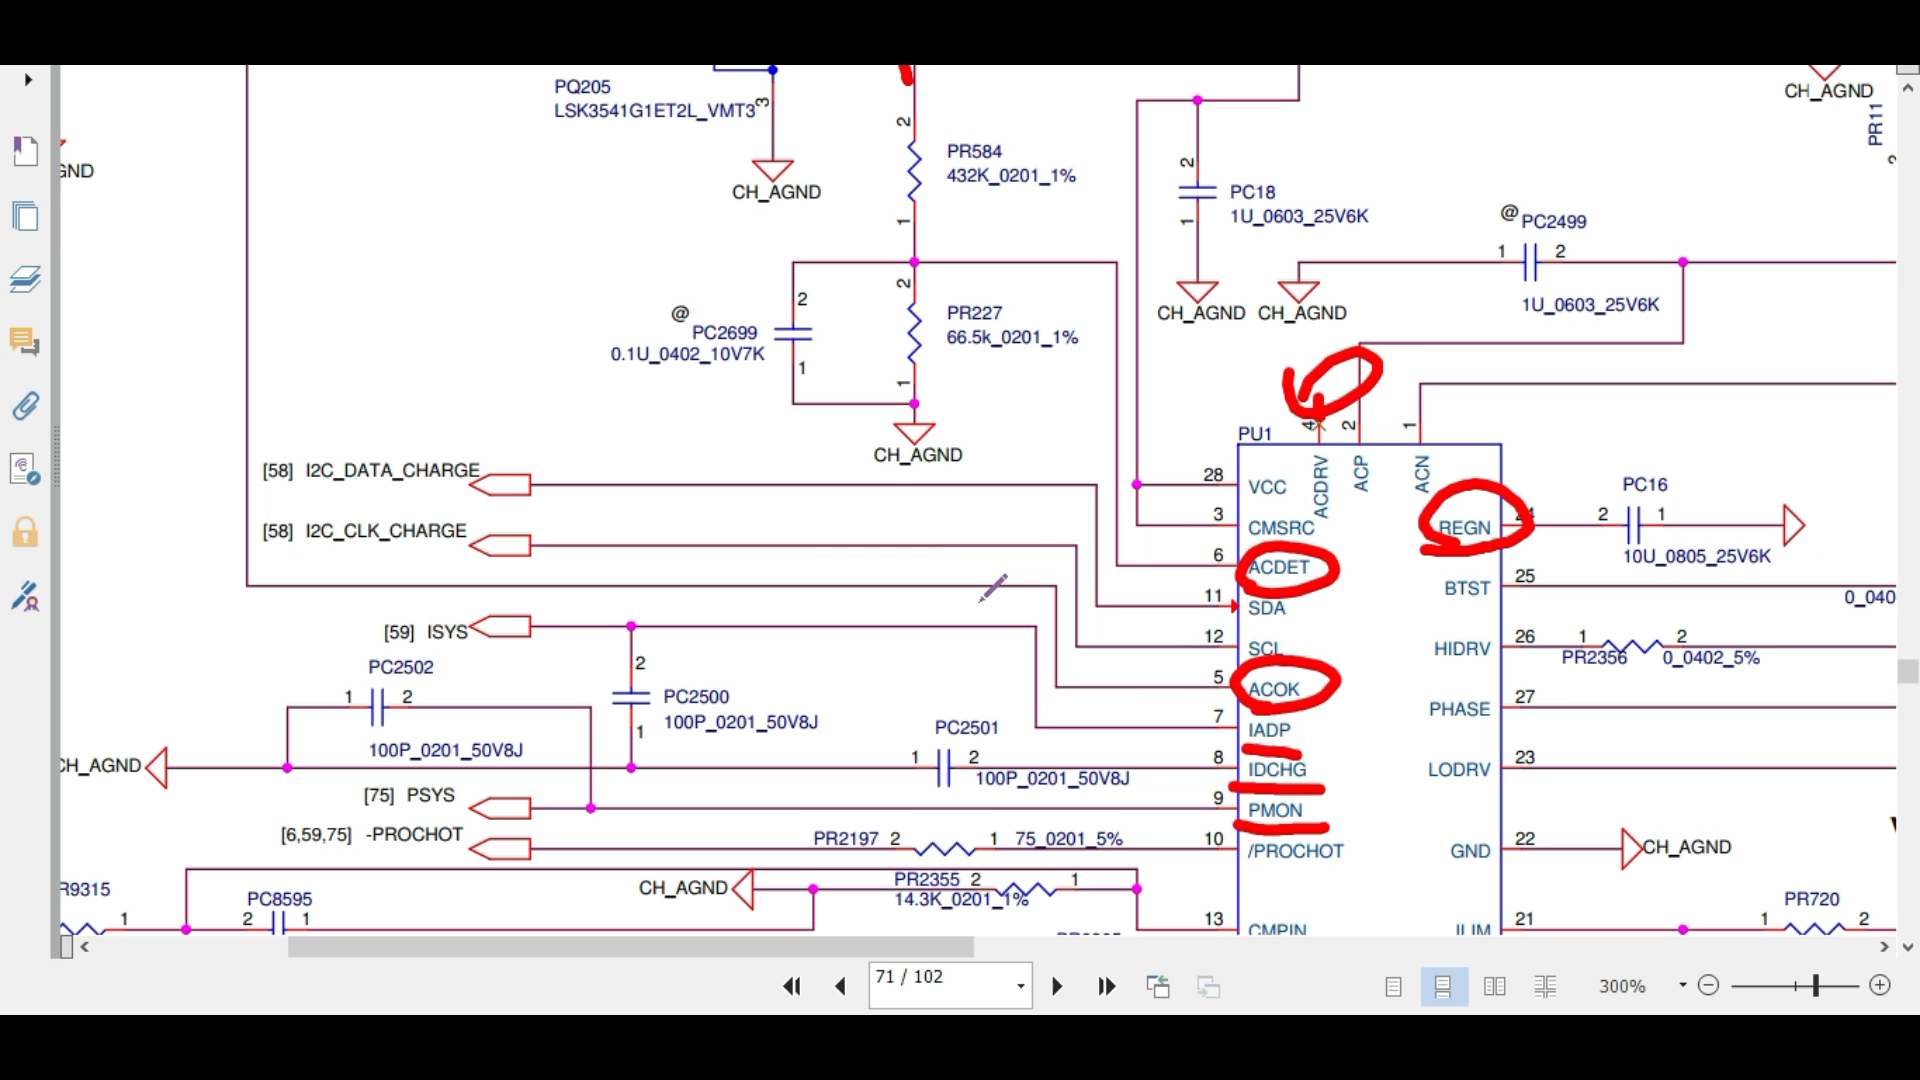 PQ205
LSK3541G1ET2L_VMT3
3
CH_AGND
GND
2
PR584
432K_0201_1%
1
2
PR227
66.5k_0201_1%
1
CH_AGND
@
PC2699
0.1U_0402_10V7K
2
1
2
PC18
1U_0603_25V6K
1
CH_AGND
CH_AGND
@
PC2499
1 2
1U_0603_25V6K
CH_AGND
PR11
2
[58] I2C_DATA_CHARGE
[58] I2C_CLK_CHARGE
[59] ISYS
PC2502
1 2
100P_0201_50V8J
2
PC2500
100P_0201_50V8J
1
PC2501
1 2
100P_0201_50V8J
CH_AGND
[75] PSYS
[6,59,75] -PROCHOT
PR2197 2 1 75_0201_5%
CH_AGND
PR2355 2 1
14.3K_0201_1%
R9315
1
PC8595
2 1
PU1
4 2 1
ACDRV ACP ACN
28 VCC
3 CMSRC
6 ACDET
11 SDA
12 SCL
5 ACOK
7 IADP
8 IDCHG
9 PMON
10 /PROCHOT
13 CMPIN
REGN 24
BTST 25
HIDRV 26
PHASE 27
LODRV 23
GND 22
ILIM 21
PC16
2 1
10U_0805_25V6K
0_040
1 2
PR2356 0_0402_5%
CH_AGND
PR720
1 2
71 / 102
300%